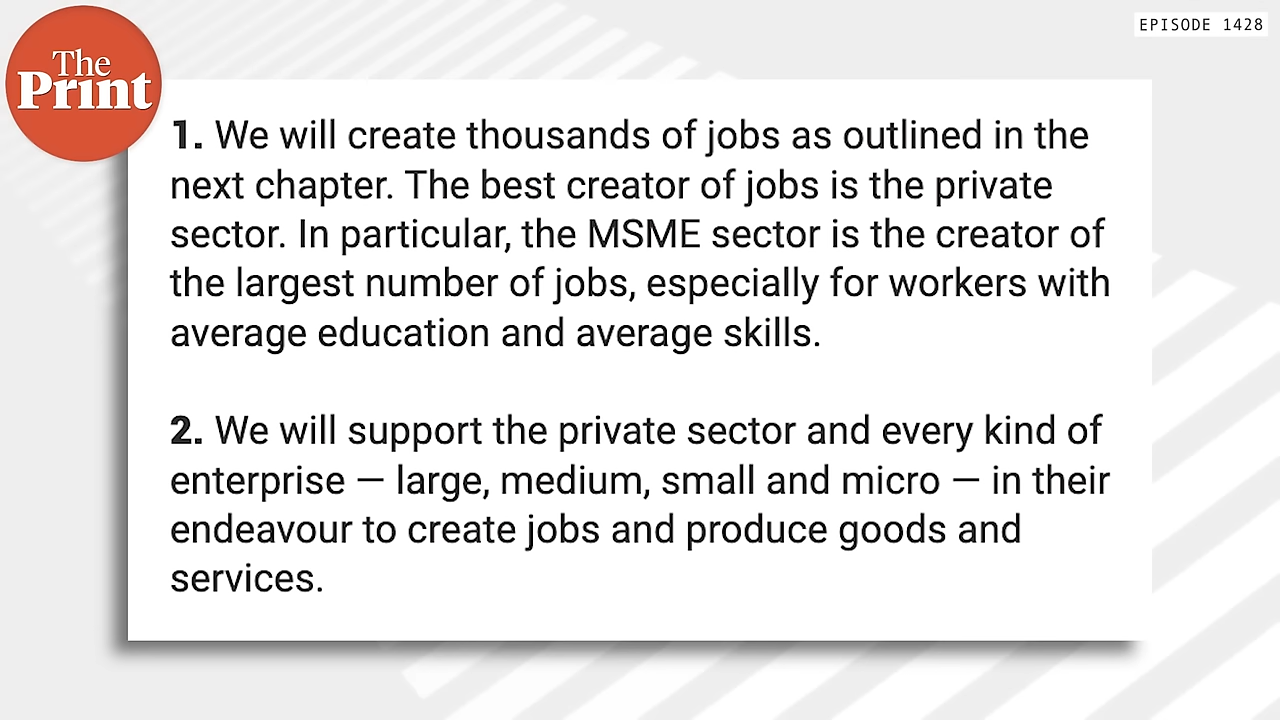 The
Print
EPISODE 1428
1. We will create thousands of jobs as outlined in the
next chapter. The best creator of jobs is the private
sector. In particular, the MSME sector is the creator of
the largest number of jobs, especially for workers with
average education and average skills.
2. We will support the private sector and every kind of
enterprise — large, medium, small and micro — in their
endeavour to create jobs and produce goods and
services.